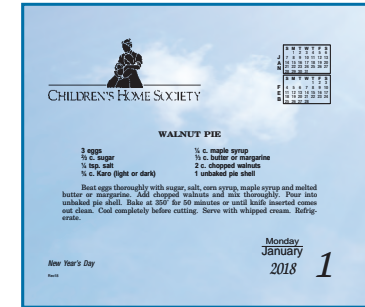 CHILDREN'S HOME SOCIETY
S M T W T F S
JAN
S M T W T F S
FEB
WALNUT PIE
3 eggs
⅔ c. sugar
½ tsp. salt
¾ c. Karo (light or dark)
¼ c. maple syrup
⅓ c. butter or margarine
2 c. chopped walnuts
1 unbaked pie shell
Beat eggs thoroughly with sugar, salt, corn syrup, maple syrup and melted
butter or margarine. Add chopped walnuts and mix thoroughly. Pour into
unbaked pie shell. Bake at 350° for 50 minutes or until knife inserted comes
out clean. Cool completely before cutting. Serve with whipped cream. Refrig-
erate.
New Year's Day
Monday
January
2018
1